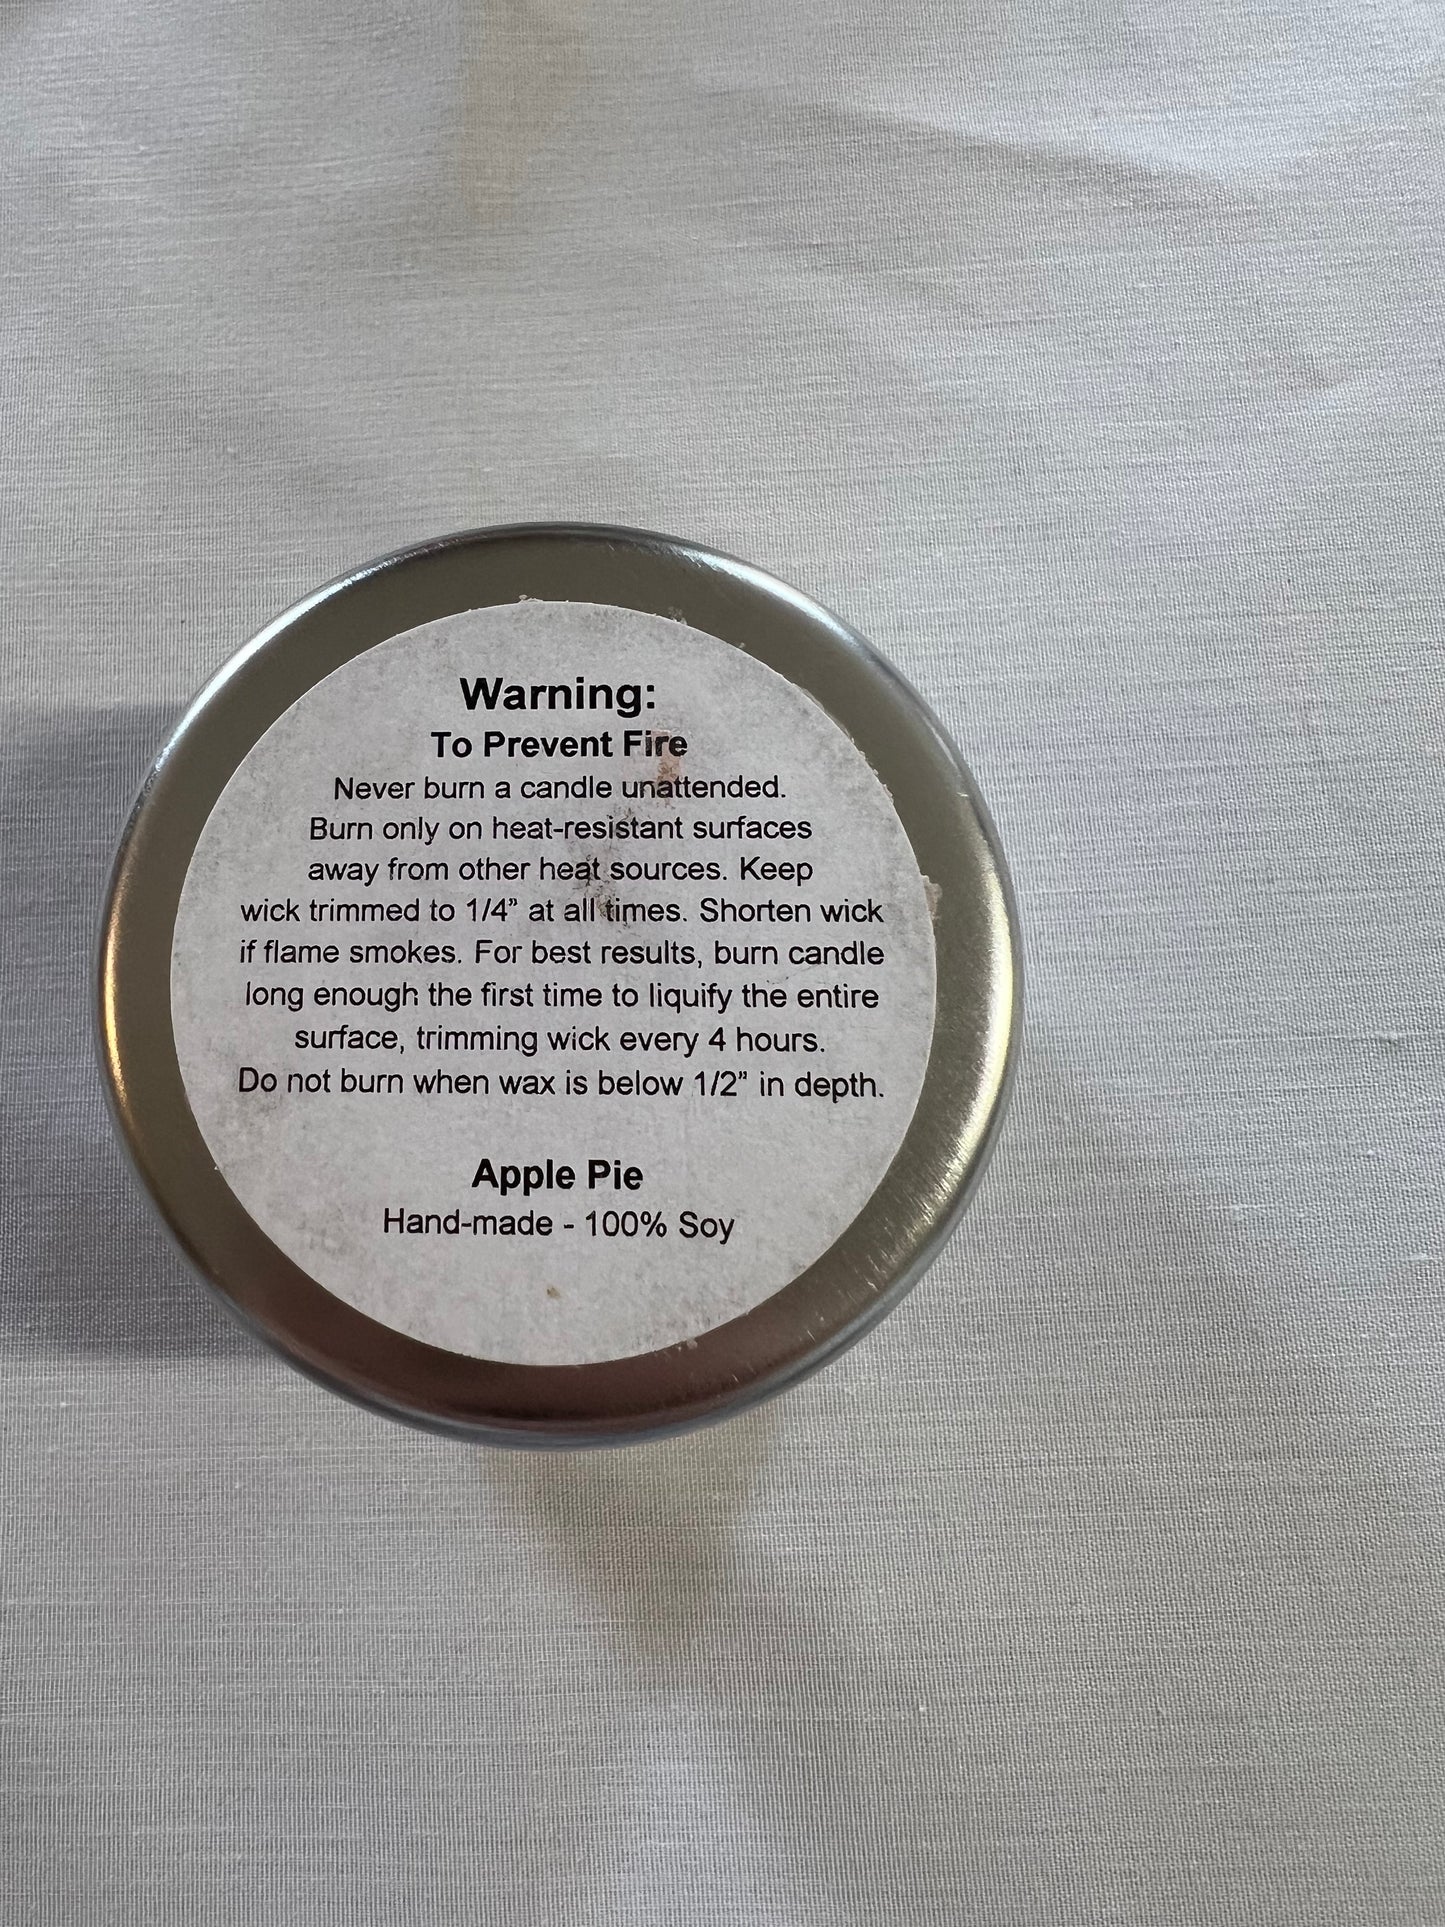 Warning:
To Prevent Fire
Never burn a candle unattended.
Burn only on heat-resistant surfaces
away from other heat sources. Keep
wick trimmed to 1/4” at all times. Shorten wick
if flame smokes. For best results, burn candle
long enough the first time to liquify the entire
surface, trimming wick every 4 hours.
Do not burn when wax is below 1/2” in depth.
Apple Pie
Hand-made - 100% Soy